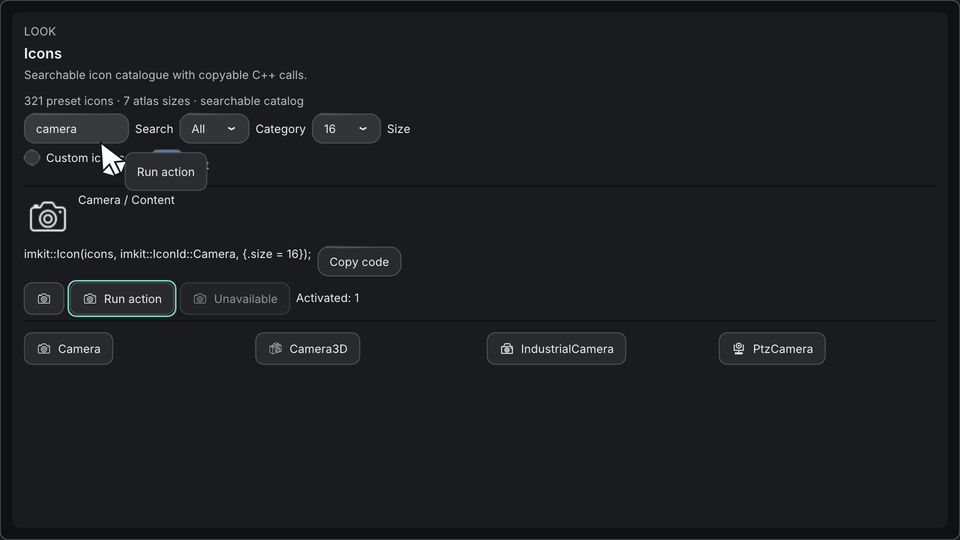 LOOK
Icons
Searchable icon catalogue with copyable C++ calls.
321 preset icons · 7 atlas sizes · searchable catalog
camera Search All Category 16 Size
Custom
Run action
Camera / Content
imkit::Icon(icons, imkit::IconId::Camera, {.size = 16}); Copy code
Run action Unavailable Activated: 1
Camera Camera3D IndustrialCamera PtzCamera